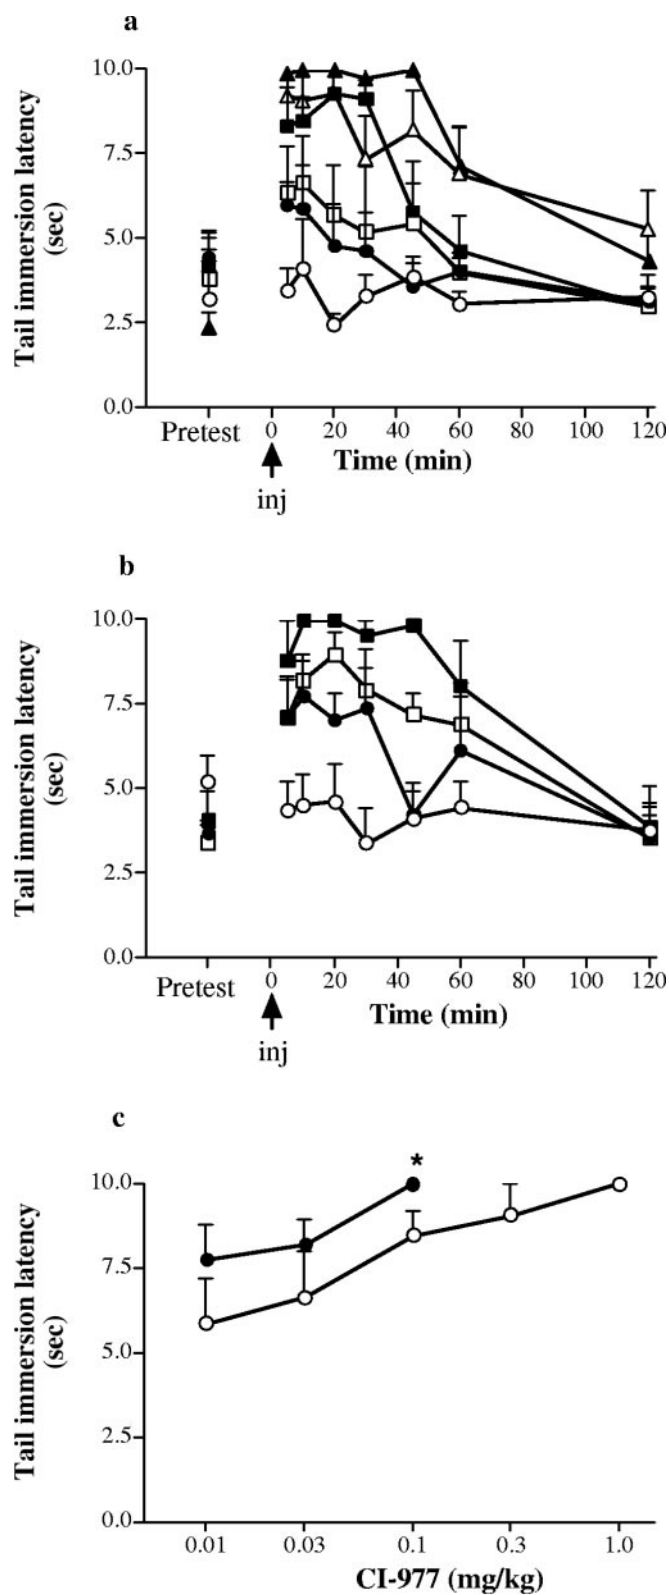 a
10.0
7.5
5.0
2.5
0.0
Tail immersion latency
(sec)
Pretest 0 20 40 60 80 100 120
Time (min)
inj
b
10.0
7.5
5.0
2.5
0.0
Tail immersion latency
(sec)
Pretest 0 20 40 60 80 100 120
Time (min)
inj
c
*
10.0
7.5
5.0
2.5
0.0
Tail immersion latency
(sec)
0.01 0.03 0.1 0.3 1.0
CI-977 (mg/kg)